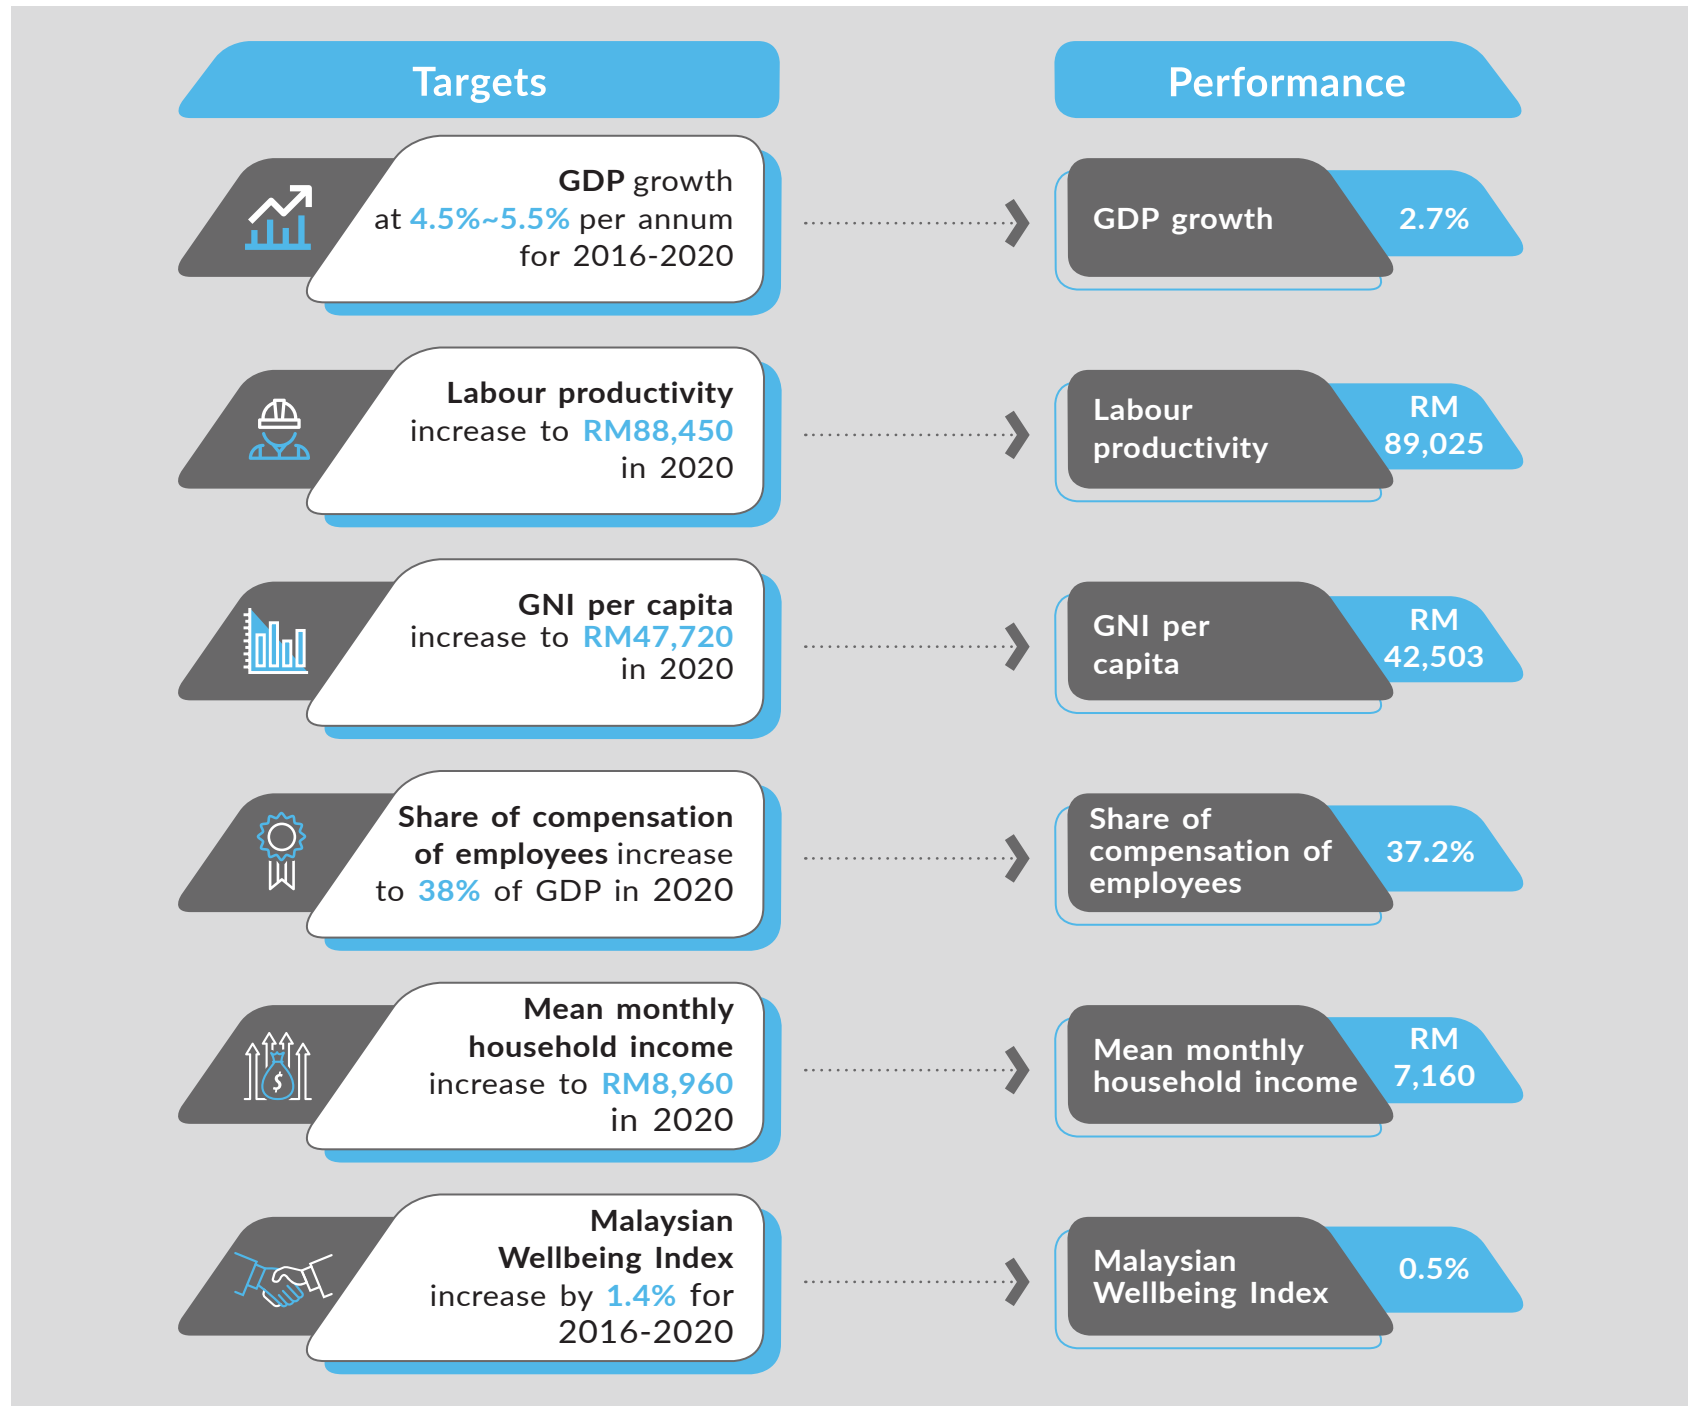 Targets
Performance
GDP growth
at 4.5%~5.5% per annum
for 2016-2020
GDP growth
2.7%
Labour productivity
increase to RM88,450
in 2020
Labour
productivity
RM
89,025
GNI per capita
increase to RM47,720
in 2020
GNI per
capita
RM
42,503
Share of compensation
of employees increase
to 38% of GDP in 2020
Share of
compensation of
employees
37.2%
Mean monthly
household income
increase to RM8,960
in 2020
Mean monthly
household income
RM
7,160
Malaysian
Wellbeing Index
increase by 1.4% for
2016-2020
Malaysian
Wellbeing Index
0.5%